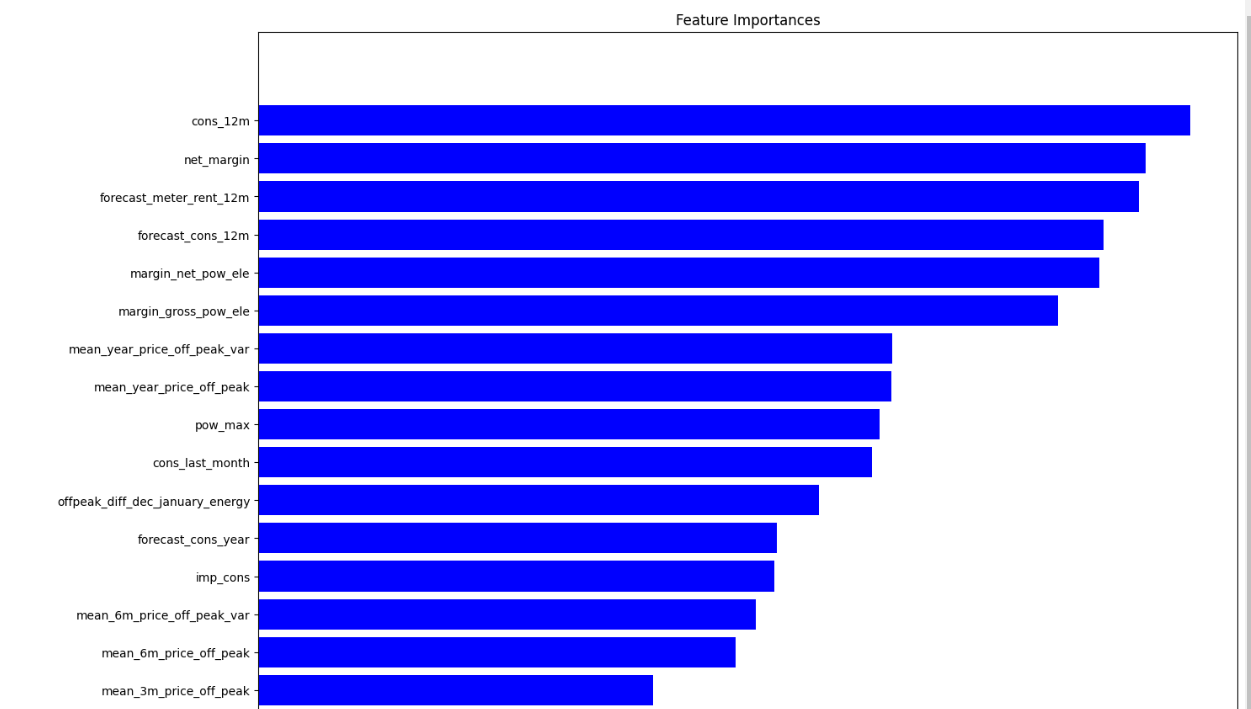 Feature Importances
cons_12m
net_margin
forecast_meter_rent_12m
forecast_cons_12m
margin_net_pow_ele
margin_gross_pow_ele
mean_year_price_off_peak_var
mean_year_price_off_peak
pow_max
cons_last_month
offpeak_diff_dec_january_energy
forecast_cons_year
imp_cons
mean_6m_price_off_peak_var
mean_6m_price_off_peak
mean_3m_price_off_peak